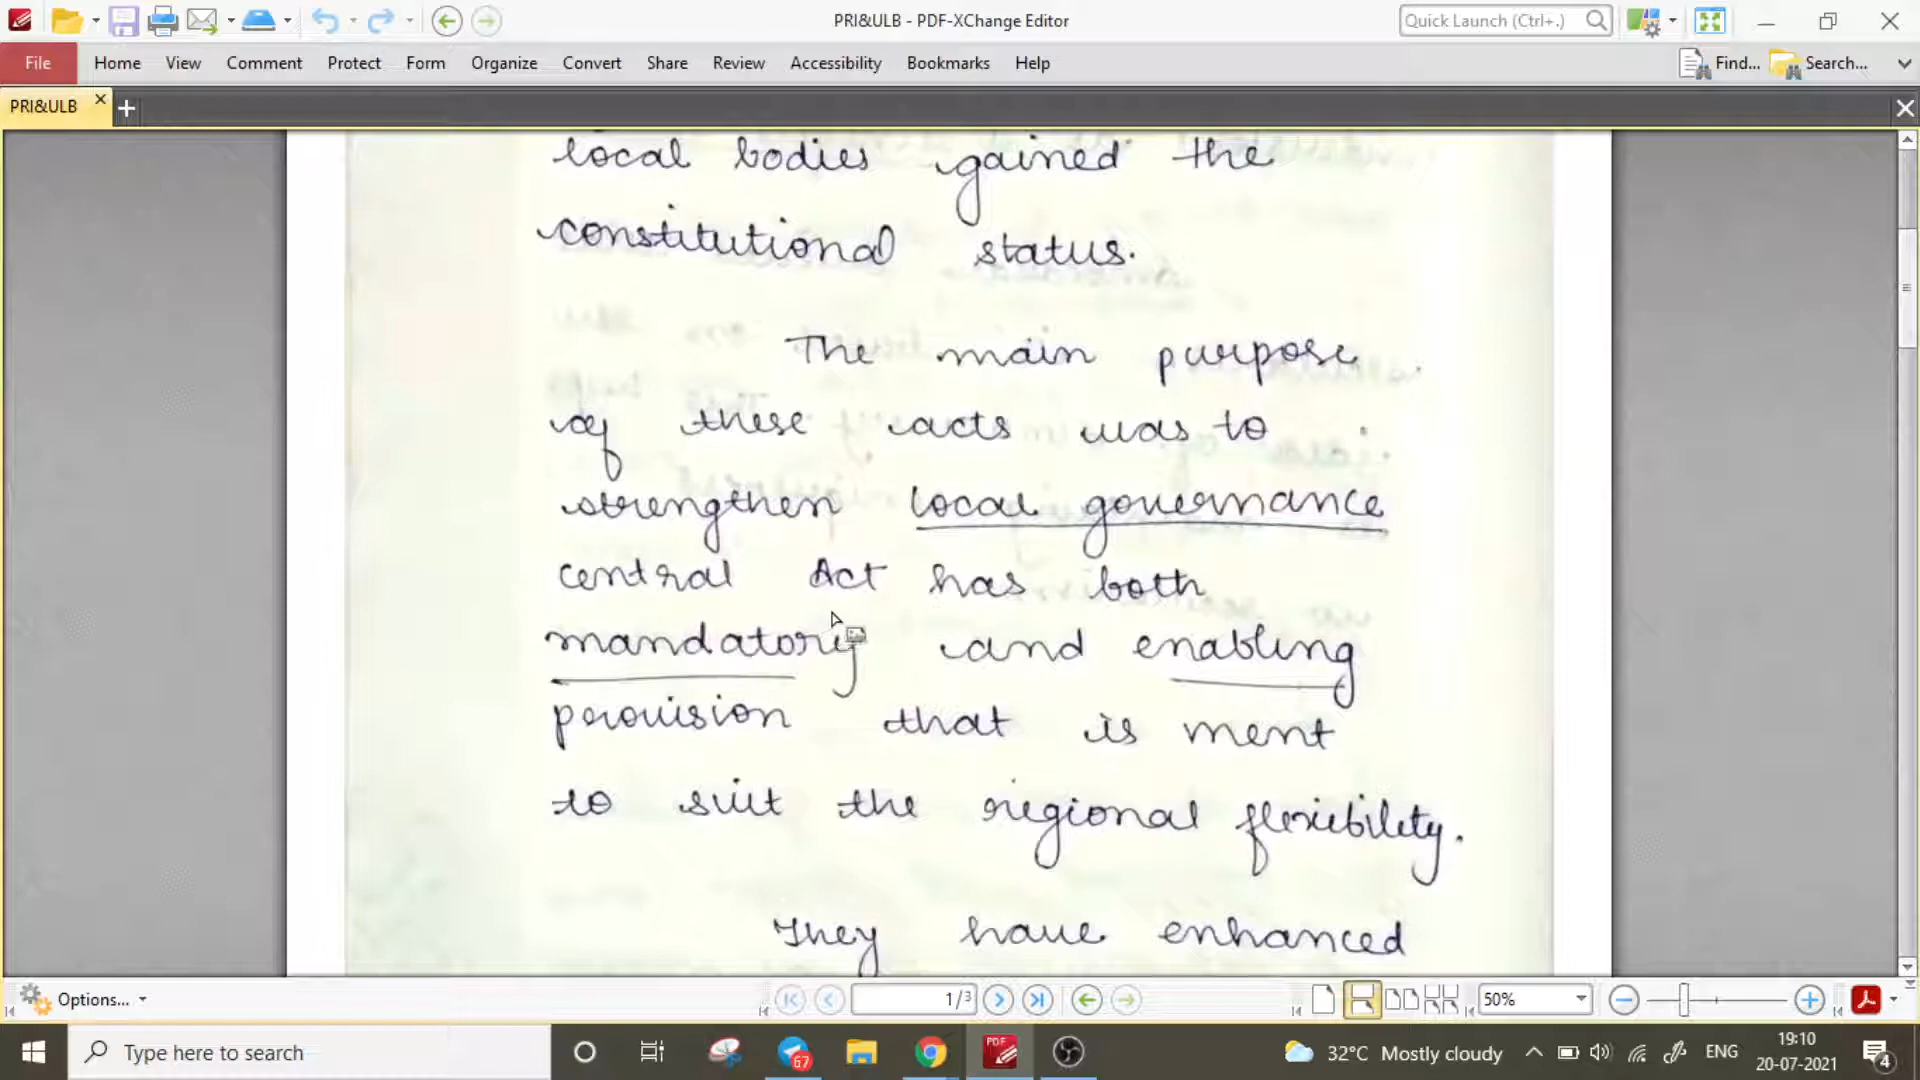 PRI&ULB - PDF-XChange Editor
Quick Launch (Ctrl+.)
File Home View Comment Protect Form Organize Convert Share Review Accessibility Bookmarks Help Find... Search...
PRI&ULB
local bodies gained the
constitutional status.
The main purpose
of these acts was to
strengthen local governance
central Act has both
mandatory and enabling
provision that is ment
to suit the regional flexibility.
They have enhanced
Options... 1/3 50%
Type here to search 67 PDF 32°C Mostly cloudy ENG 19:10
20-07-2021 4